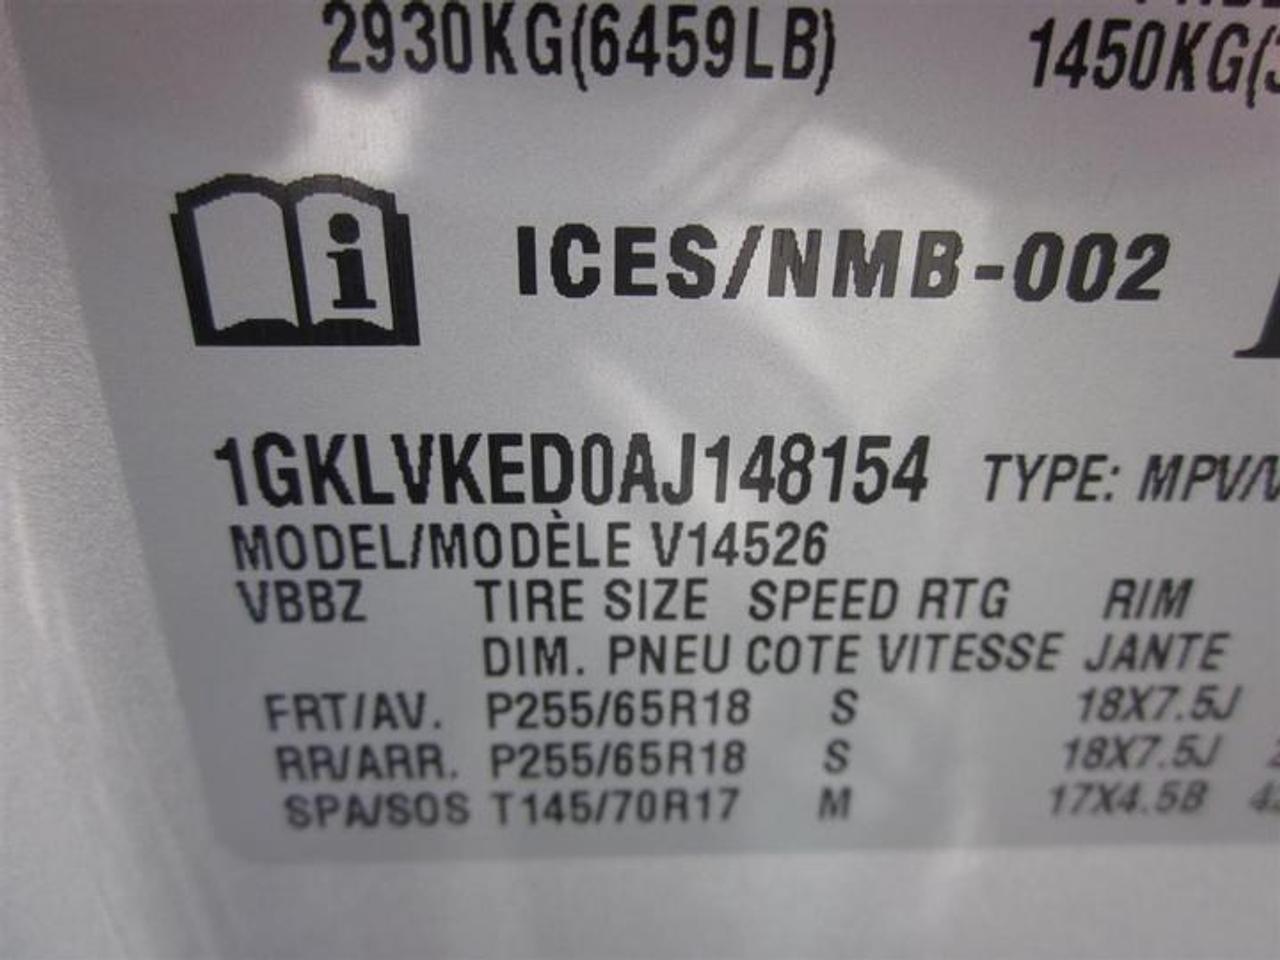 2930KG(6459LB) 1450KG(
i ICES/NMB-002
1GKLVKED0AJ148154 TYPE: MPV/
MODEL/MODÈLE V14526
VBBZ TIRE SIZE SPEED RTG RIM
DIM. PNEU COTE VITESSE JANTE
FRT/AV. P255/65R18 S 18X7.5J
RR/ARR. P255/65R18 S 18X7.5J
SPA/SOS T145/70R17 M 17X4.5B